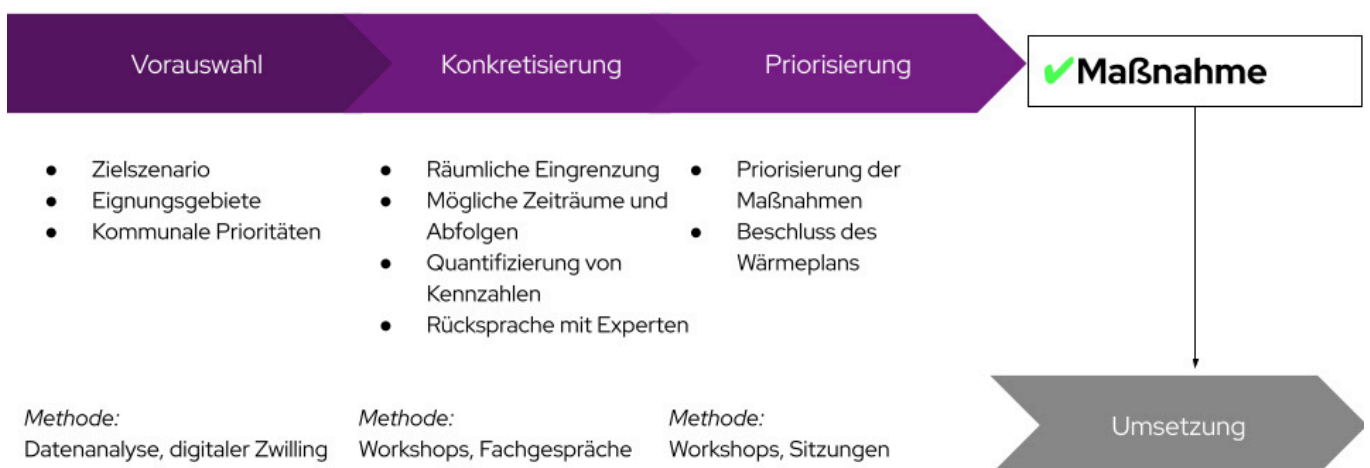 Vorauswahl
Konkretisierung
Priorisierung
✔Maßnahme
● Zielszenario
● Eignungsgebiete
● Kommunale Prioritäten
● Räumliche Eingrenzung
● Mögliche Zeiträume und
Abfolgen
● Quantifizierung von
Kennzahlen
● Rücksprache mit Experten
● Priorisierung der
Maßnahmen
● Beschluss des
Wärmeplans
Methode:
Datenanalyse, digitaler Zwilling
Methode:
Workshops, Fachgespräche
Methode:
Workshops, Sitzungen
Umsetzung